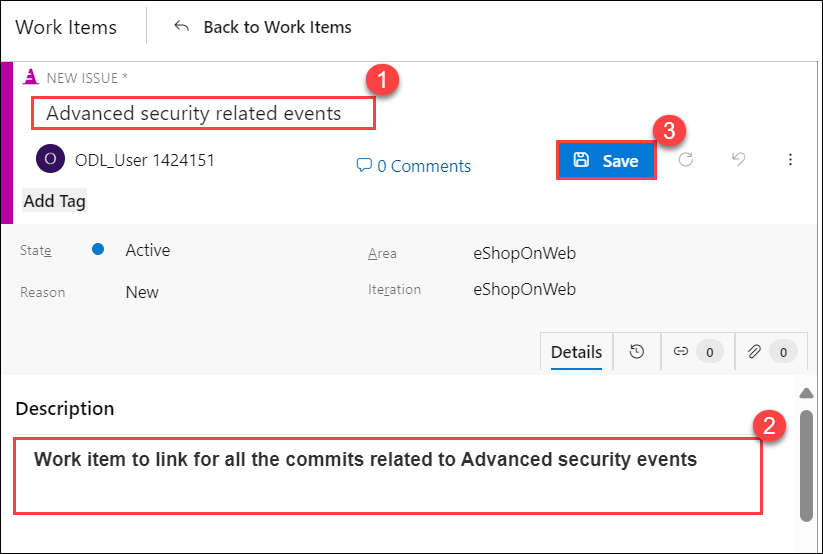 Work Items
Back to Work Items
NEW ISSUE *
1
Advanced security related events
3
O
ODL_User 1424151
0 Comments
Save
Add Tag
State
Active
Area
eShopOnWeb
Reason
New
Iteration
eShopOnWeb
Details
0
0
Description
2
Work item to link for all the commits related to Advanced security events